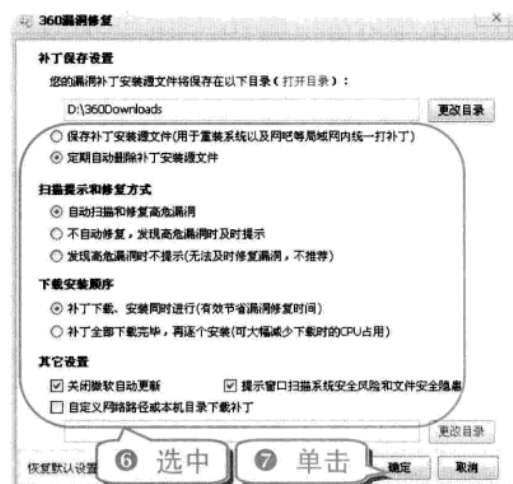 360漏洞修复
补丁保存设置
您的漏洞补丁安装源文件将保存在以下目录(打开目录):
D:\360Downloads 更改目录
保存补丁安装源文件(用于重装系统以及网吧等局域网内统一打补丁)
定期自动删除补丁安装源文件
扫描提示和修复方式
自动扫描和修复高危漏洞
不自动修复，发现高危漏洞时及时提示
发现高危漏洞时不提示(无法及时修复漏洞，不推荐)
下载安装顺序
补丁下载、安装同时进行(有效节省漏洞修复时间)
补丁全部下载完毕，再逐个安装(可大幅减少下载时的CPU占用)
其它设置
关闭微软自动更新 提示窗口扫描系统安全风险和文件安全隐患
自定义网络路径或本机目录下载补丁
更改目录
恢复默认设置 ❻ 选中 ❼ 单击 确定 取消